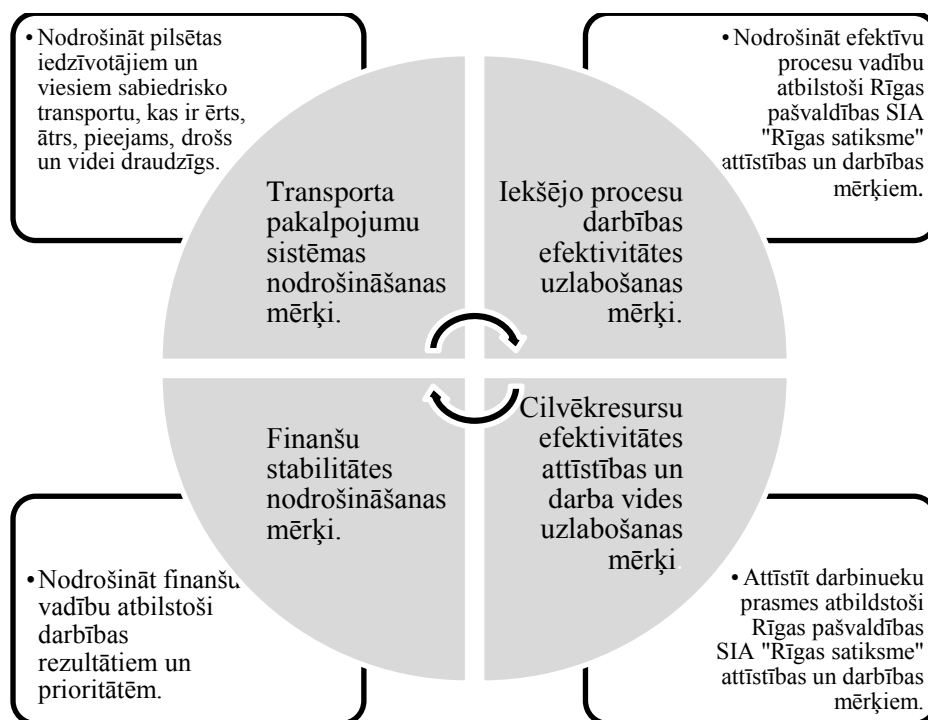 • Nodrošināt pilsētas
iedzīvotājiem un
viesiem sabiedrisko
transportu, kas ir ērts,
ātrs, pieejams, drošs
un videi draudzīgs.
• Nodrošināt efektīvu
procesu vadību
atbilstoši Rīgas
pašvaldības SIA
"Rīgas satiksme"
attīstības un darbības
mērķiem.
Transporta
pakalpojumu
sistēmas
nodrošināšanas
mērķi.
Iekšējo procesu
darbības
efektivitātes
uzlabošanas
mērķi.
Finanšu
stabilitātes
nodrošināšanas
mērķi.
Cilvēkresursu
efektivitātes
attīstības un
darba vides
uzlabošanas
mērķi.
• Nodrošināt finanšu
vadību atbilstoši
darbības
rezultātiem un
prioritātēm.
• Attīstīt darbinueku
prasmes atbildstoši
Rīgas pašvaldības
SIA "Rīgas satiksme"
attīstības un darbības
mērķiem.